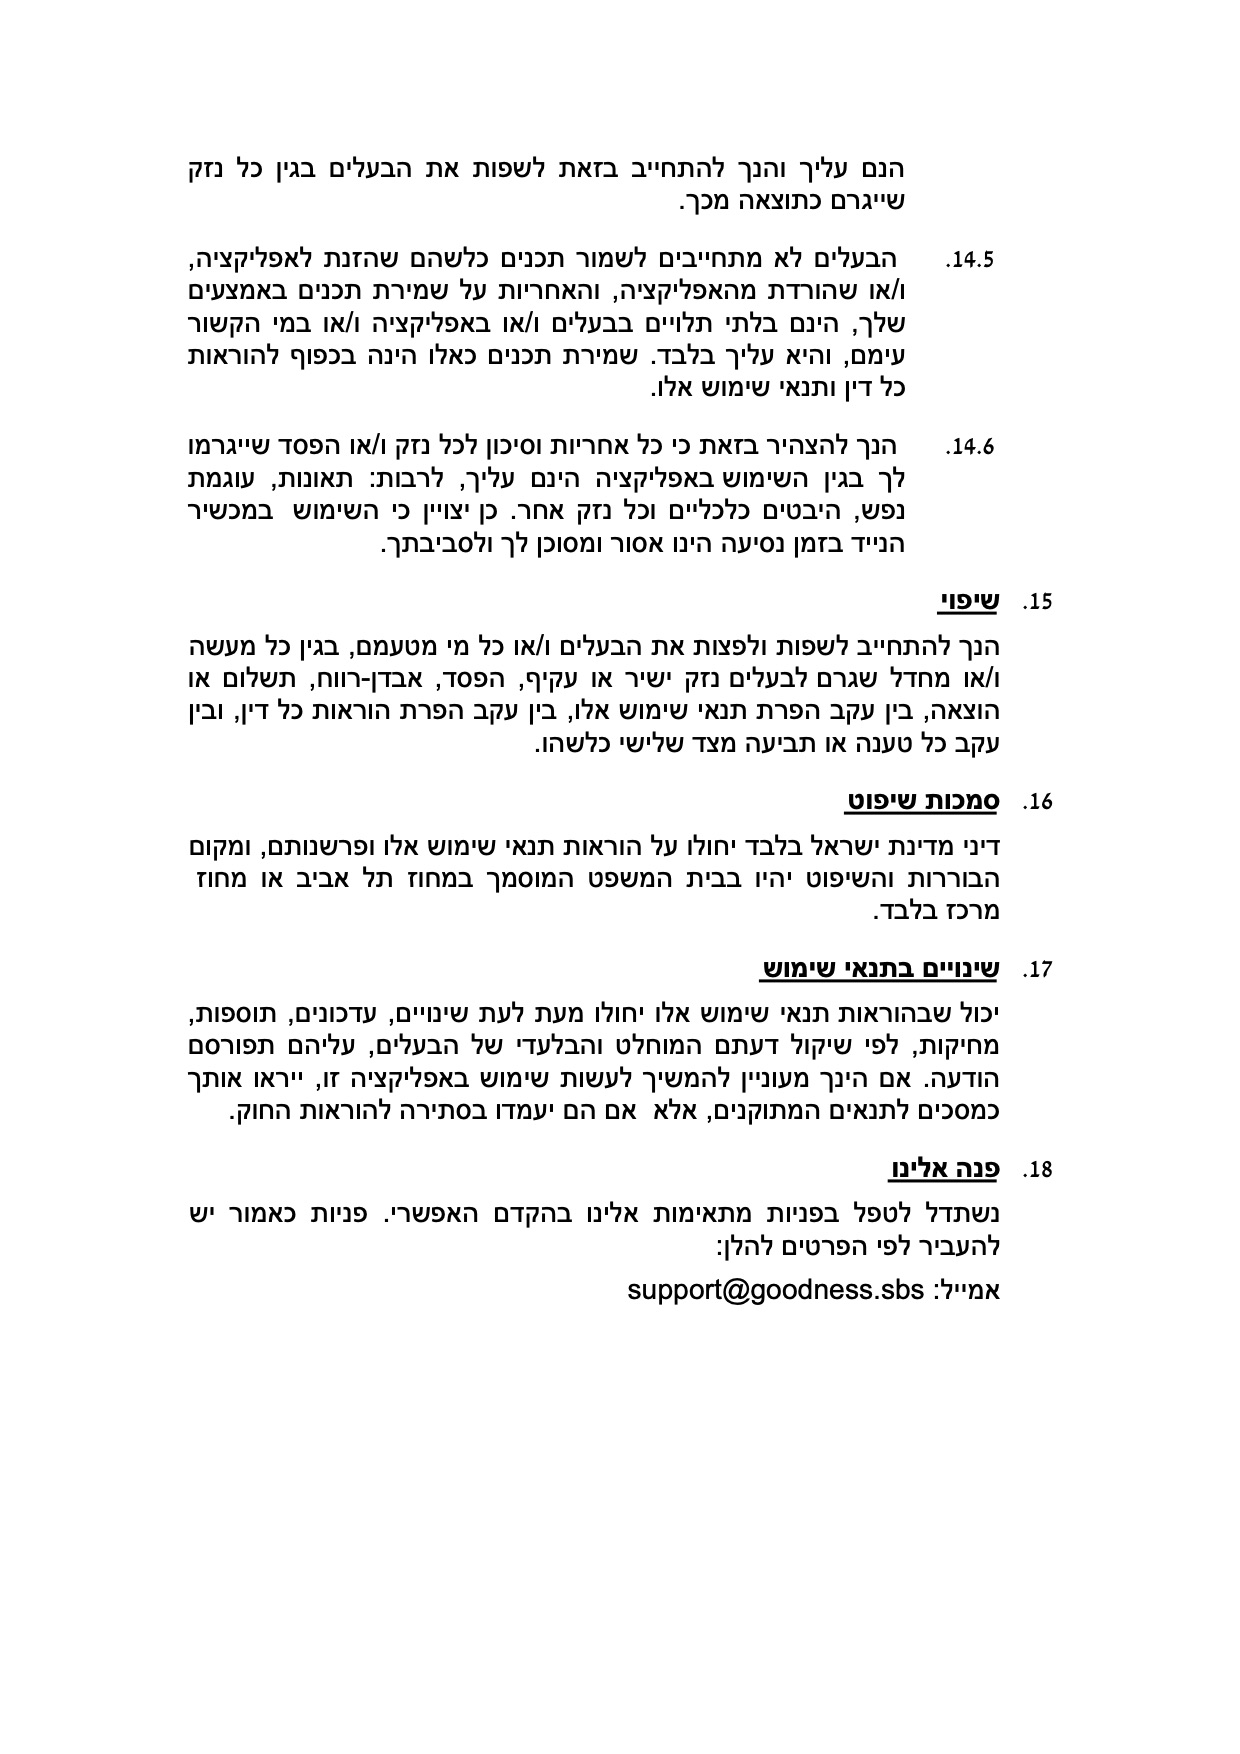 הנם עליך והנך להתחייב בזאת לשפות את הבעלים בגין כל נזק
שייגרם כתוצאה מכך.
14.5. הבעלים לא מתחייבים לשמור תכנים כלשהם שהזנת לאפליקציה,
ו/או שהורדת מהאפליקציה, והאחריות על שמירת תכנים באמצעים
שלך, הינם בלתי תלויים בבעלים ו/או באפליקציה ו/או במי הקשור
עימם, והיא עליך בלבד. שמירת תכנים כאלו הינה בכפוף להוראות
כל דין ותנאי שימוש אלו.
14.6. הנך להצהיר בזאת כי כל אחריות וסיכון לכל נזק ו/או הפסד שייגרמו
לך בגין השימוש באפליקציה הינם עליך, לרבות: תאונות, עוגמת
נפש, היבטים כלכליים וכל נזק אחר. כן יצויין כי השימוש במכשיר
הנייד בזמן נסיעה הינו אסור ומסוכן לך ולסביבתך.
15. שיפוי
הנך להתחייב לשפות ולפצות את הבעלים ו/או כל מי מטעמם, בגין כל מעשה
ו/או מחדל שגרם לבעלים נזק ישיר או עקיף, הפסד, אבדן-רווח, תשלום או
הוצאה, בין עקב הפרת תנאי שימוש אלו, בין עקב הפרת הוראות כל דין, ובין
עקב כל טענה או תביעה מצד שלישי כלשהו.
16. סמכות שיפוט
דיני מדינת ישראל בלבד יחולו על הוראות תנאי שימוש אלו ופרשנותם, ומקום
הבוררות והשיפוט יהיו בבית המשפט המוסמך במחוז תל אביב או מחוז
מרכז בלבד.
17. שינויים בתנאי שימוש
יכול שבהוראות תנאי שימוש אלו יחולו מעת לעת שינויים, עדכונים, תוספות,
מחיקות, לפי שיקול דעתם המוחלט והבלעדי של הבעלים, עליהם תפורסם
הודעה. אם הינך מעוניין להמשיך לעשות שימוש באפליקציה זו, ייראו אותך
כמסכים לתנאים המתוקנים, אלא אם הם יעמדו בסתירה להוראות החוק.
18. פנה אלינו
נשתדל לטפל בפניות מתאימות אלינו בהקדם האפשרי. פניות כאמור יש
להעביר לפי הפרטים להלן:
אמייל: support@goodness.sbs